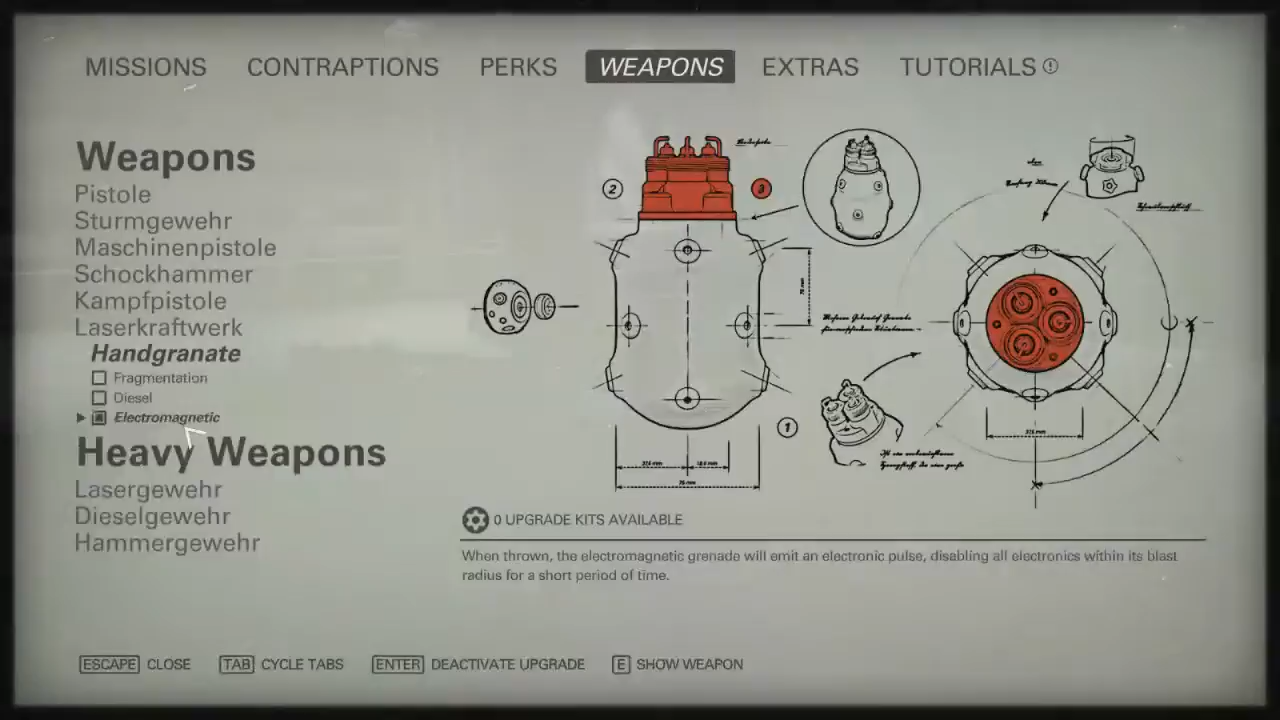 MISSIONS CONTRAPTIONS PERKS WEAPONS EXTRAS TUTORIALS
Weapons
Pistole
Sturmgewehr
Maschinenpistole
Schockhammer
Kampfpistole
Laserkraftwerk
Handgranate
Fragmentation
Diesel
Electromagnetic
Heavy Weapons
Lasergewehr
Dieselgewehr
Hammergewehr
2
3
1
76 mm
0 UPGRADE KITS AVAILABLE
When thrown, the electromagnetic grenade will emit an electronic pulse, disabling all electronics within its blast
radius for a short period of time.
ESCAPE CLOSE TAB CYCLE TABS ENTER DEACTIVATE UPGRADE E SHOW WEAPON